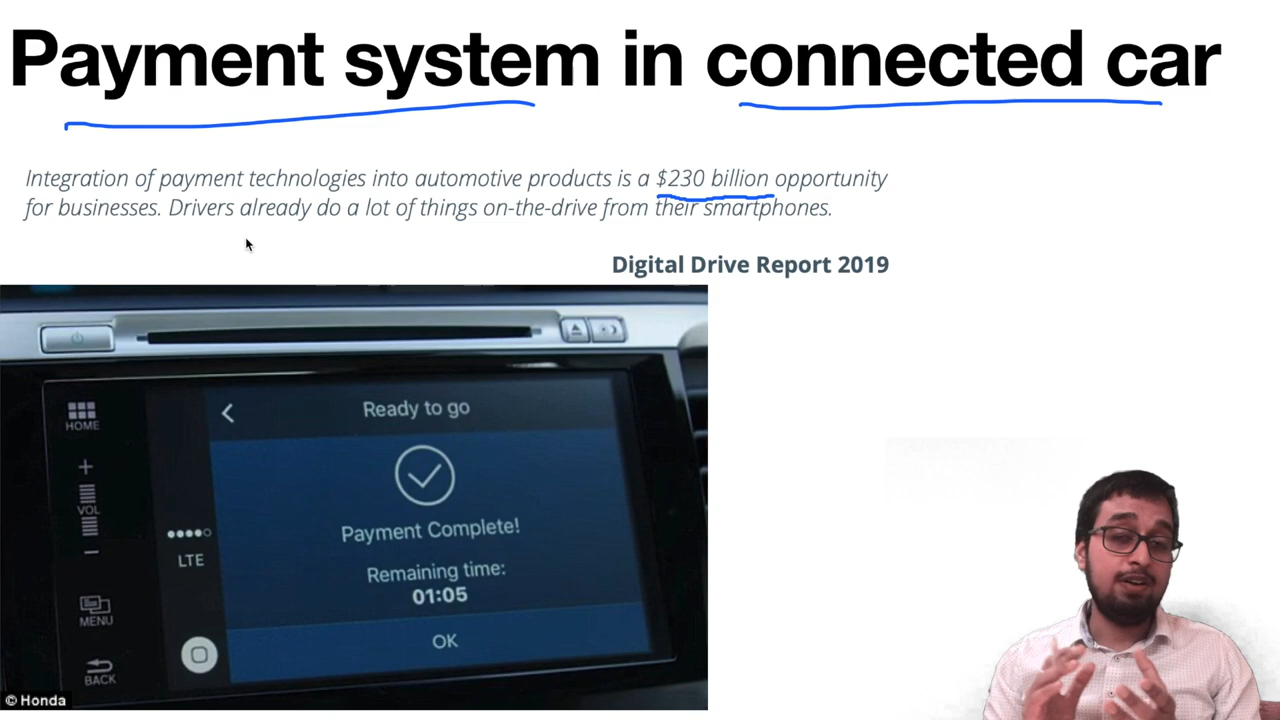 Payment system in connected car
Integration of payment technologies into automotive products is a $230 billion opportunity
for businesses. Drivers already do a lot of things on-the-drive from their smartphones.
Digital Drive Report 2019
Ready to go
HOME
+
VOL
Payment Complete!
LTE
Remaining time:
01:05
−
MENU
OK
BACK
© Honda